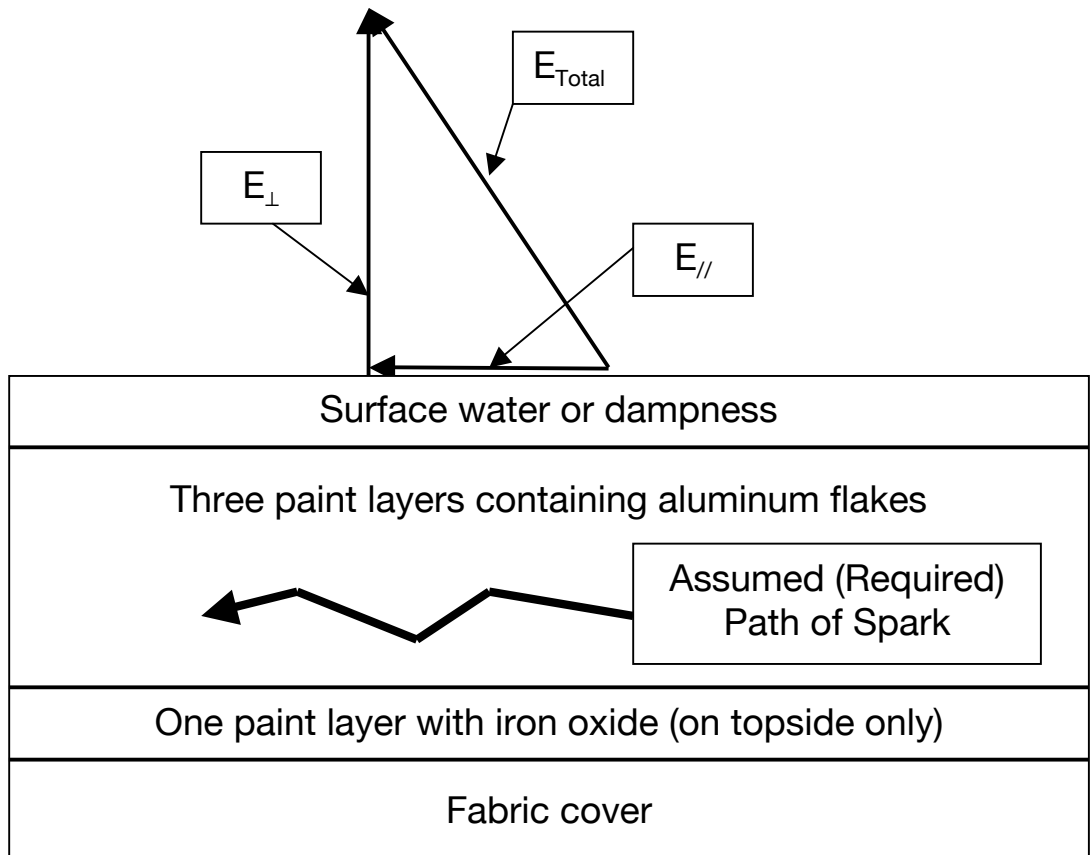 E_Total
E_⊥
E_//
Surface water or dampness
Three paint layers containing aluminum flakes
Assumed (Required)
Path of Spark
One paint layer with iron oxide (on topside only)
Fabric cover